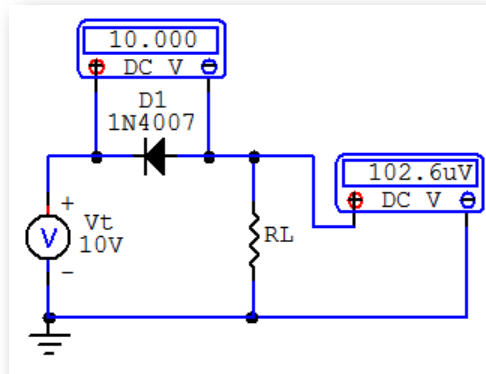 10.000
DC V
D1
1N4007
102.6uV
DC V
+
Vt
V
10V
-
RL